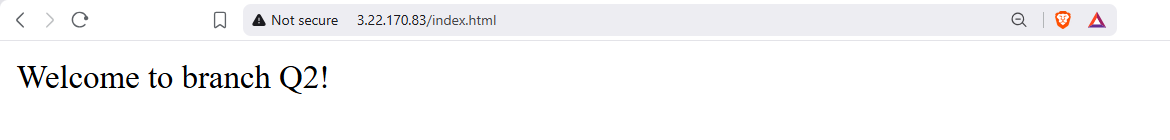 Not secure 3.22.170.83/index.html
Welcome to branch Q2!